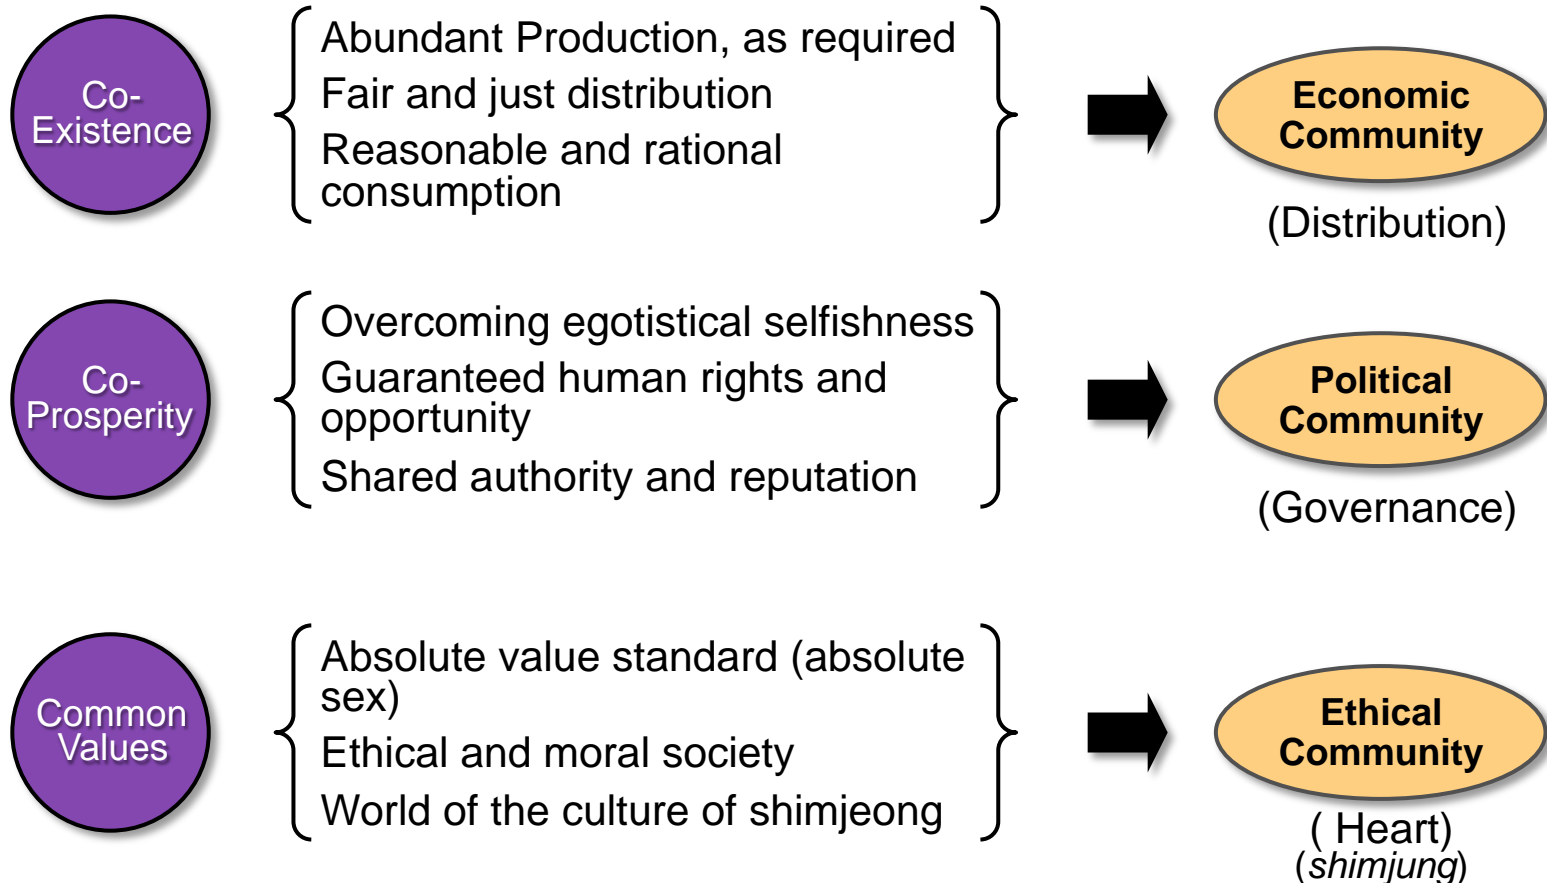 Co-
Existence
Abundant Production, as required
Fair and just distribution
Reasonable and rational
consumption
Economic
Community
(Distribution)
Co-
Prosperity
Overcoming egotistical selfishness
Guaranteed human rights and
opportunity
Shared authority and reputation
Political
Community
(Governance)
Common
Values
Absolute value standard (absolute
sex)
Ethical and moral society
World of the culture of shimjeong
Ethical
Community
( Heart)
(shimjung)